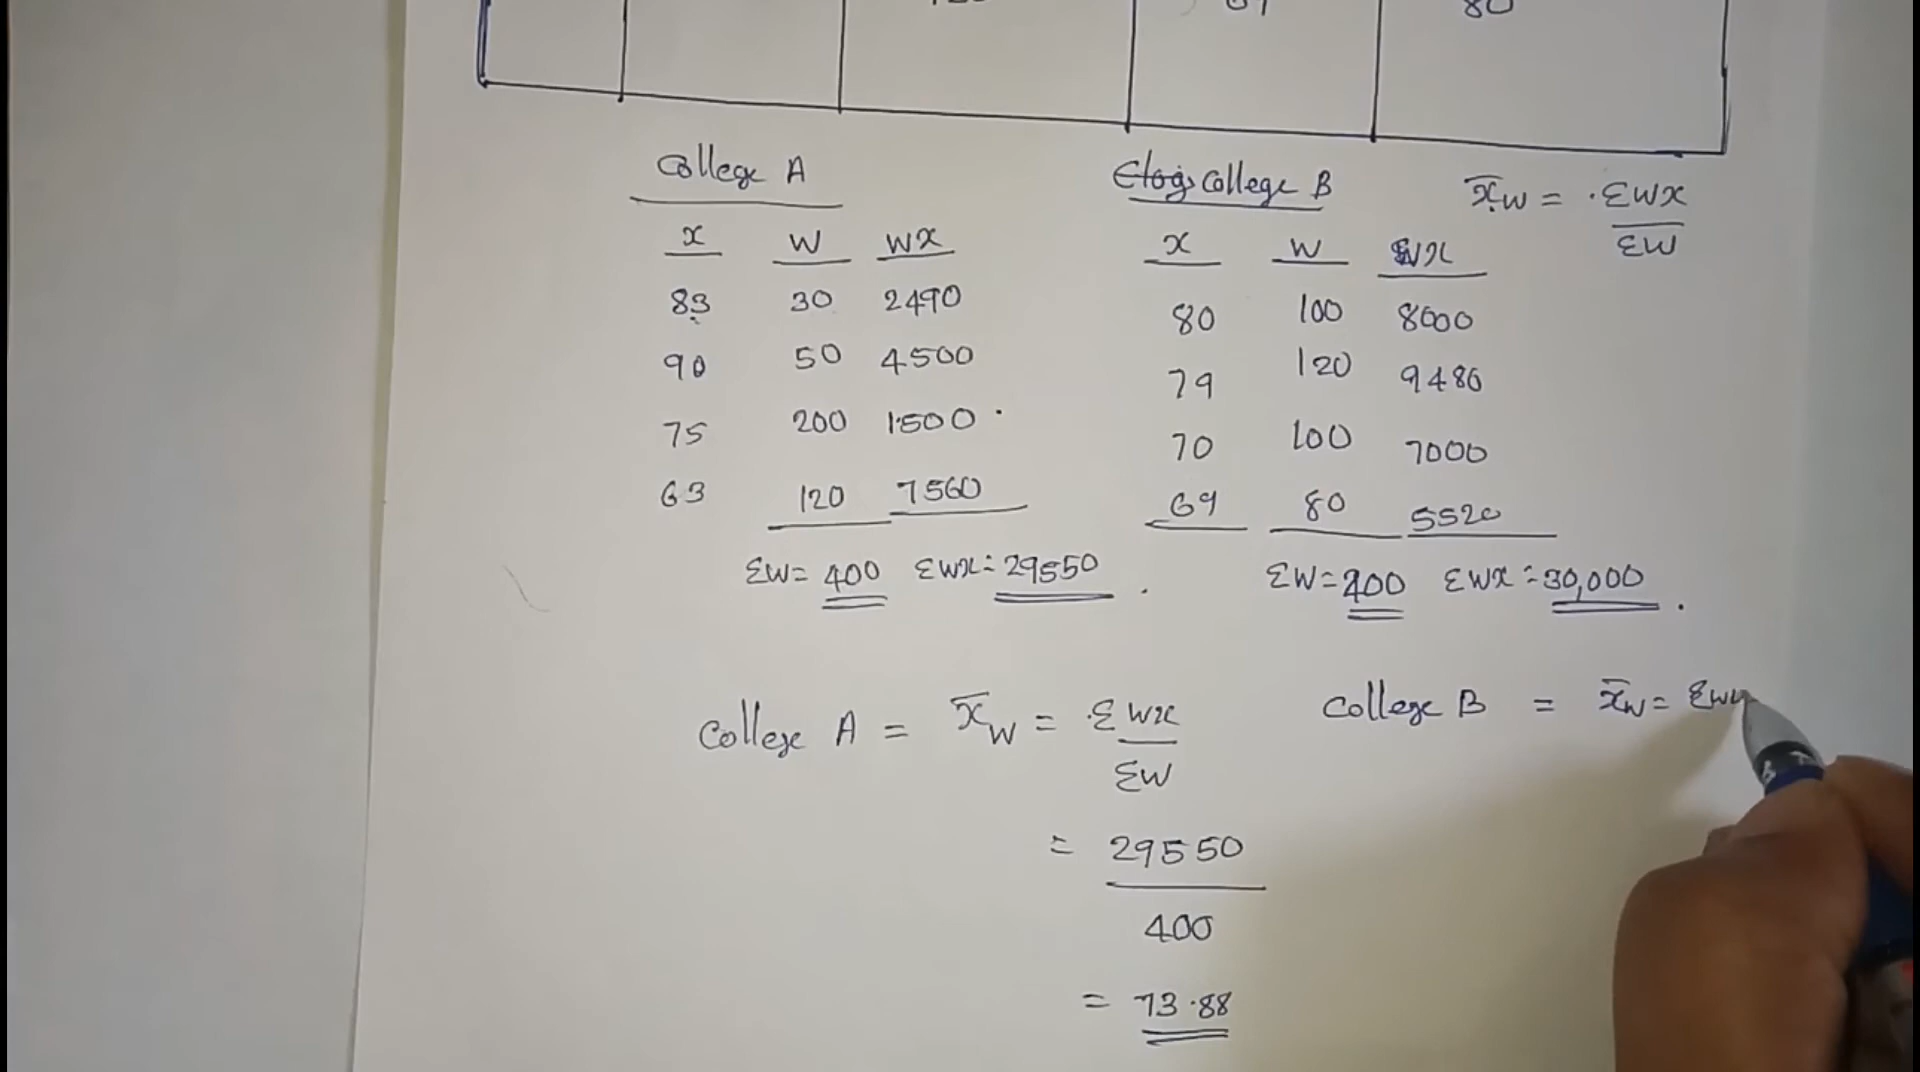 80
College A College B x̄w = ΣWx
x W Wx x W Wx ΣW
83 30 2490 80 100 8000
90 50 4500 79 120 9480
75 200 1500 70 100 7000
63 120 7560 69 80 5520
ΣW = 400 ΣWx = 29550 ΣW = 400 ΣWx = 30,000
College A = x̄w = ΣWx College B = x̄w = ΣW
ΣW
= 29550
400
= 73.88